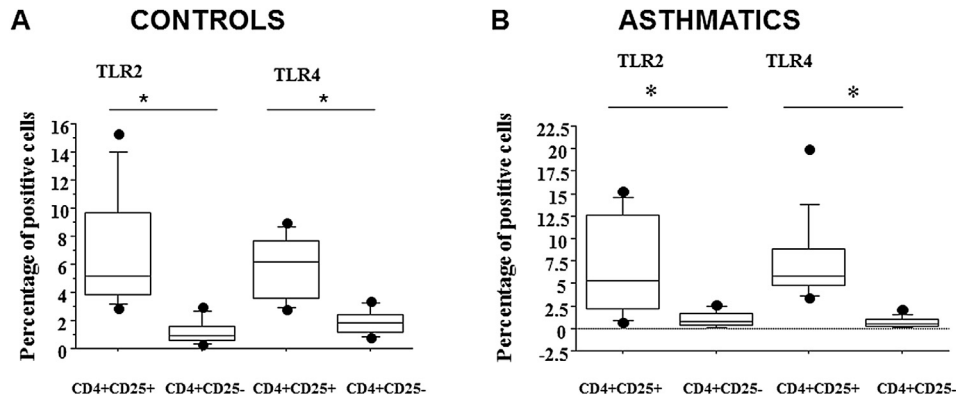 A CONTROLS
B ASTHMATICS
TLR2 TLR4
* *
Percentage of positive cells
16
14
12
10
8
6
4
2
0
CD4+CD25+ CD4+CD25- CD4+CD25+ CD4+CD25-
TLR2 TLR4
* *
Percentage of positive cells
22.5
20
17.5
15
12.5
10
7.5
5
2.5
0
-2.5
CD4+CD25+ CD4+CD25- CD4+CD25+ CD4+CD25-